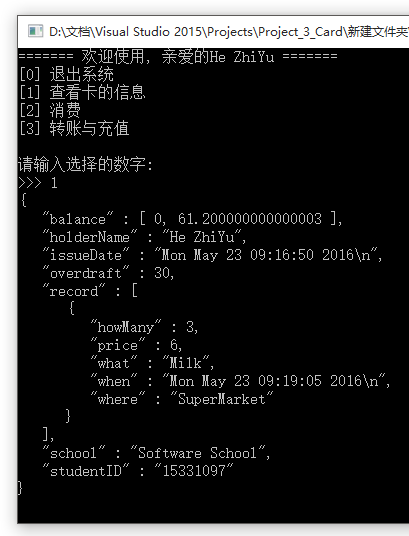 D:\文档\Visual Studio 2015\Projects\Project_3_Card\新建文件夹
======= 欢迎使用, 亲爱的He ZhiYu =======
[0] 退出系统
[1] 查看卡的信息
[2] 消费
[3] 转账与充值
请输入选择的数字:
>>> 1
{
"balance" : [ 0, 61.200000000000003 ],
"holderName" : "He ZhiYu",
"issueDate" : "Mon May 23 09:16:50 2016\n",
"overdraft" : 30,
"record" : [
{
"howMany" : 3,
"price" : 6,
"what" : "Milk",
"when" : "Mon May 23 09:19:05 2016\n",
"where" : "SuperMarket"
}
],
"school" : "Software School",
"studentID" : "15331097"
}